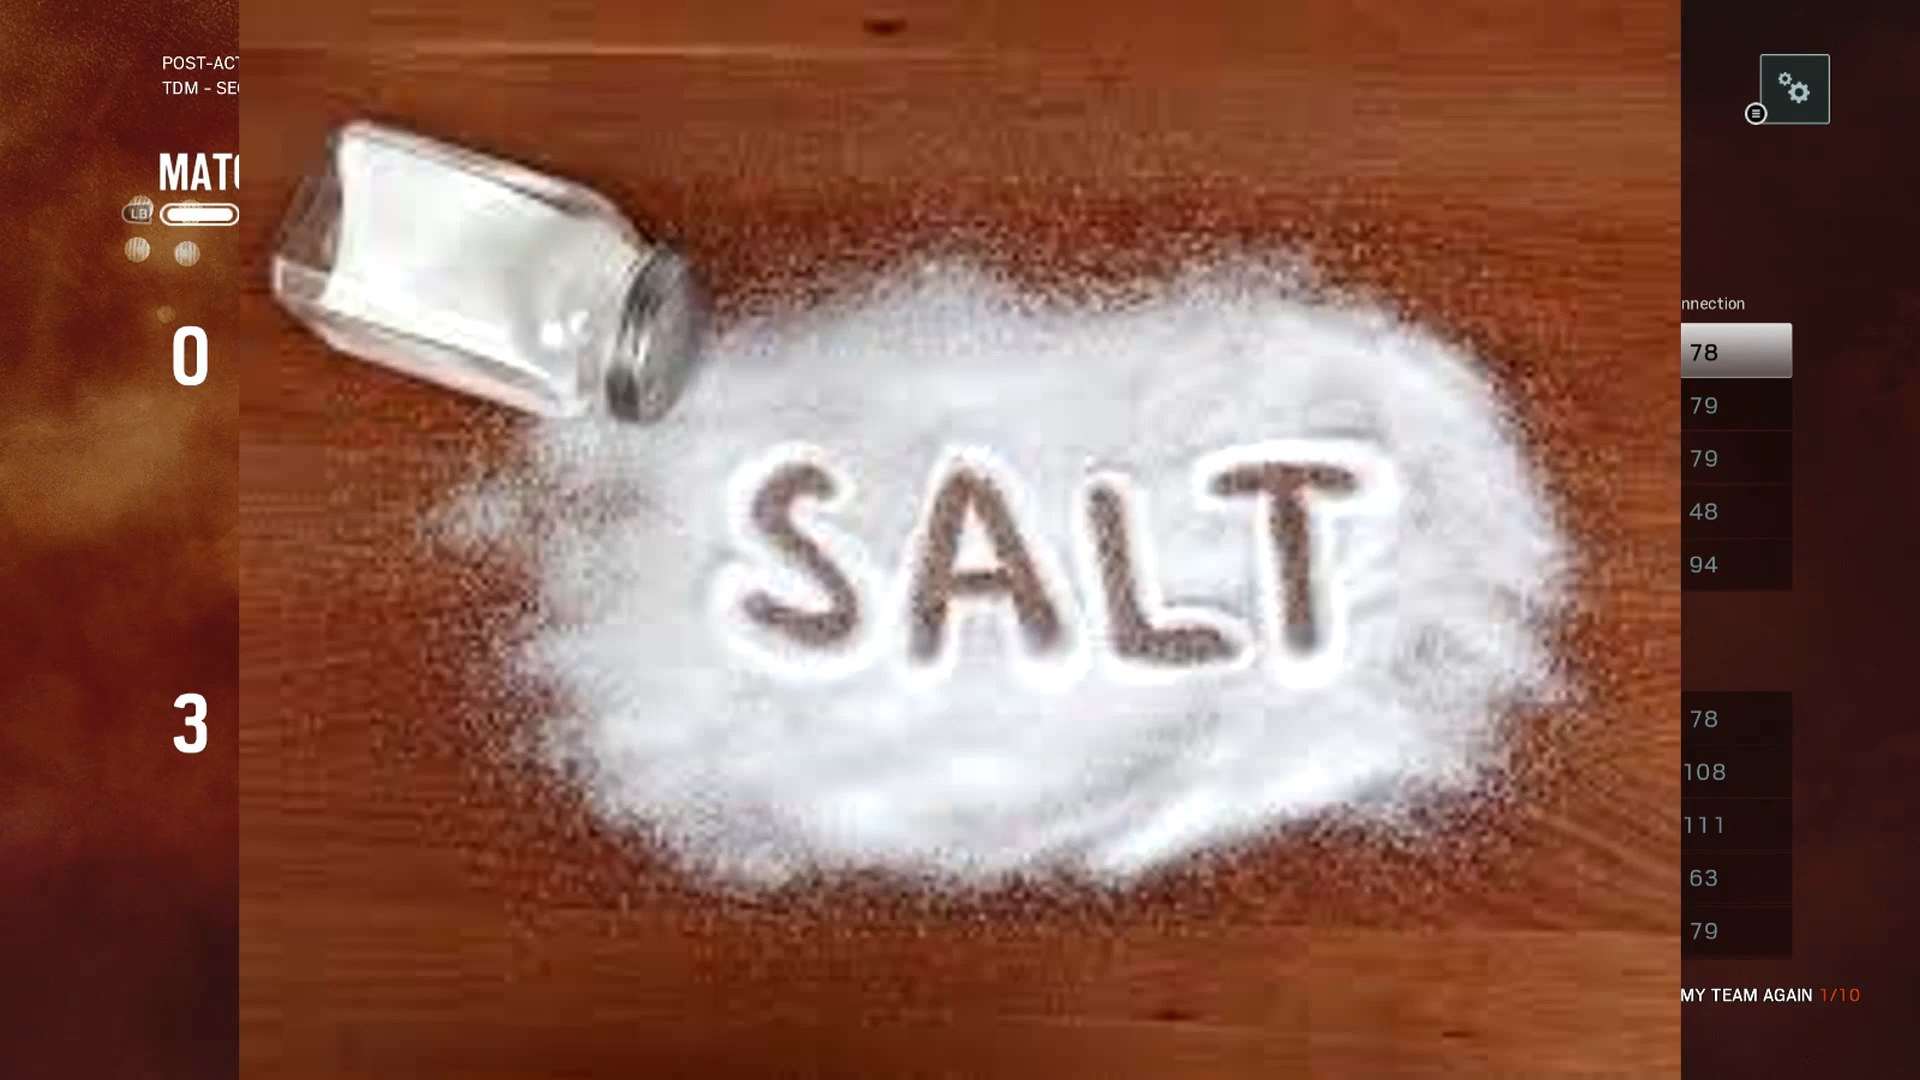 POST-AC
TDM - SE
MAT
LB
nnection
0
78
79
79
48
94
SALT
3
78
108
111
63
79
MY TEAM AGAIN 1/10